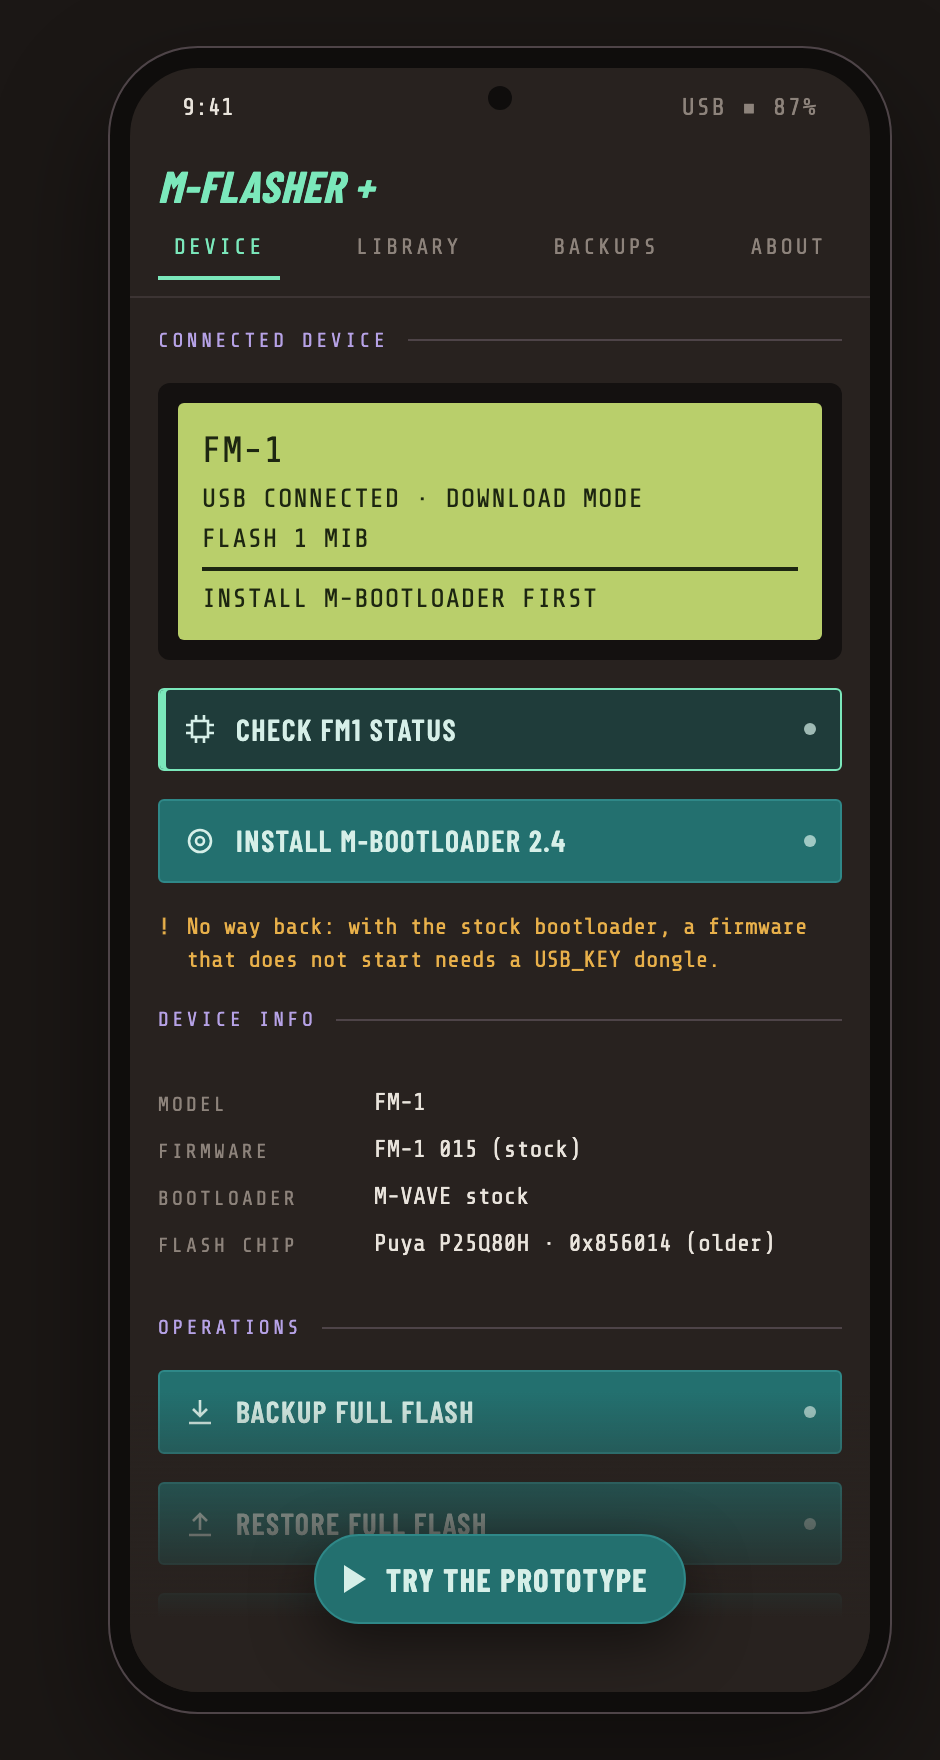 9:41
USB ■ 87%
M-FLASHER +
DEVICE LIBRARY BACKUPS ABOUT
CONNECTED DEVICE
FM-1
USB CONNECTED · DOWNLOAD MODE
FLASH 1 MIB
INSTALL M-BOOTLOADER FIRST
CHECK FM1 STATUS
INSTALL M-BOOTLOADER 2.4
! No way back: with the stock bootloader, a firmware
that does not start needs a USB_KEY dongle.
DEVICE INFO
MODEL FM-1
FIRMWARE FM-1 015 (stock)
BOOTLOADER M-VAVE stock
FLASH CHIP Puya P25Q80H · 0x856014 (older)
OPERATIONS
BACKUP FULL FLASH
RESTORE FULL FLASH
TRY THE PROTOTYPE